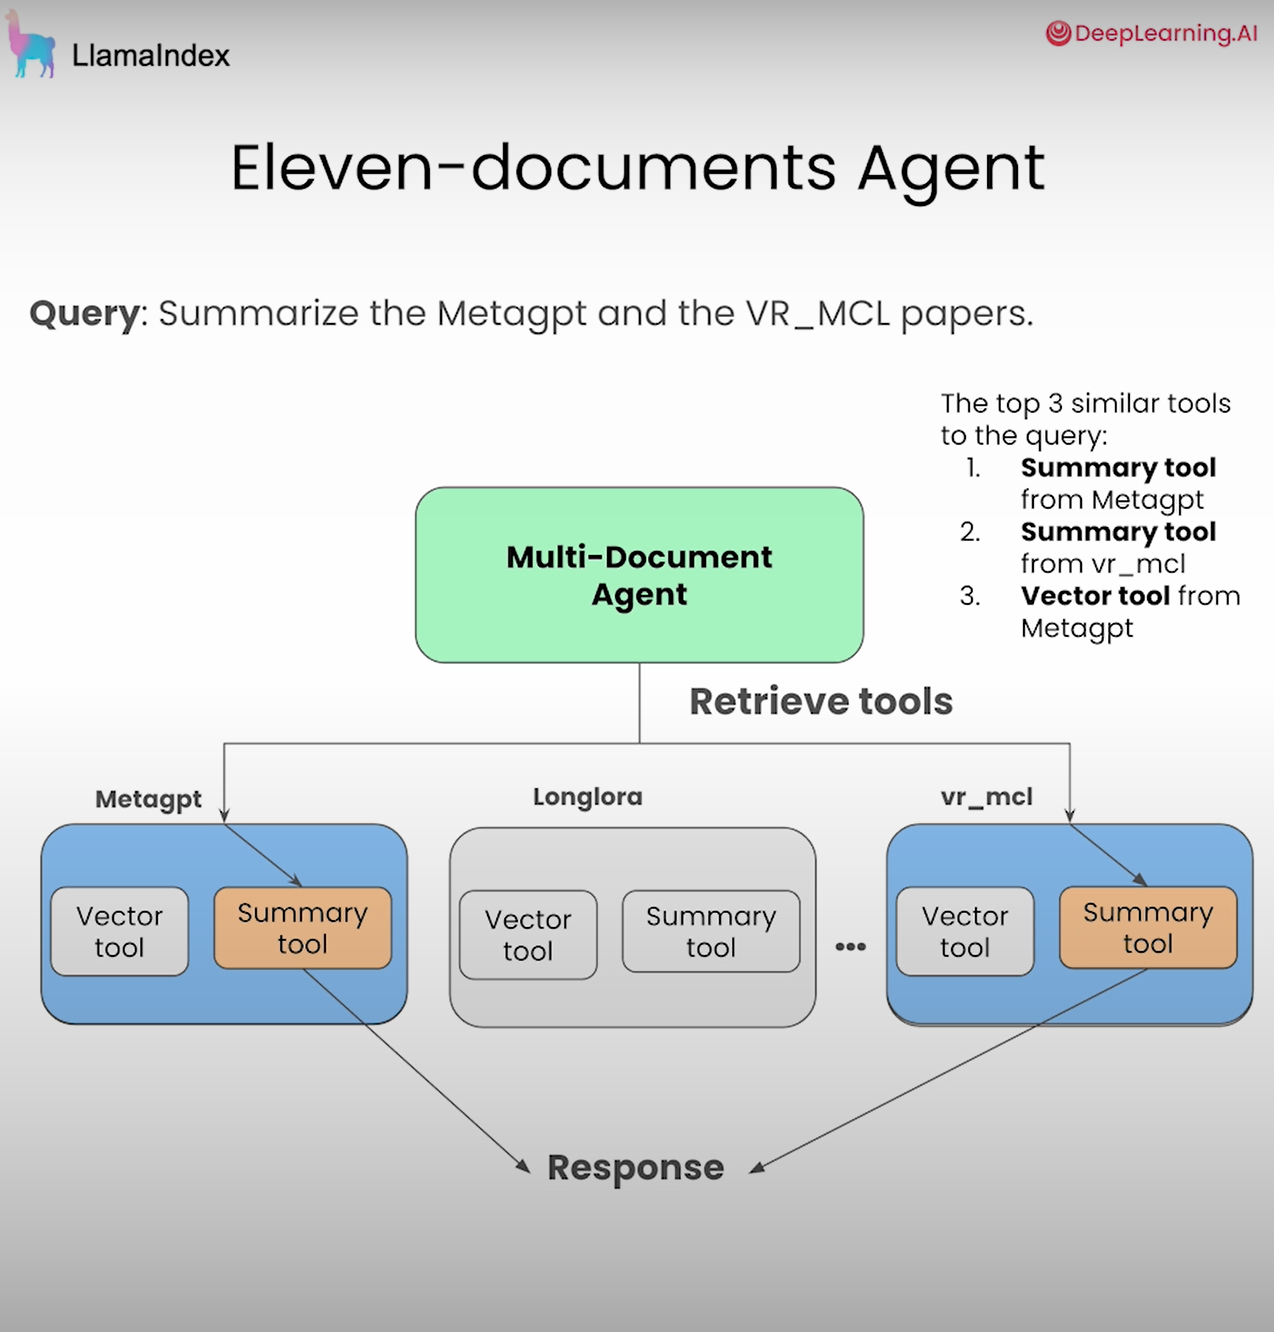 LlamaIndex
DeepLearning.AI
Eleven-documents Agent
Query: Summarize the Metagpt and the VR_MCL papers.
The top 3 similar tools
to the query:
1. Summary tool
from Metagpt
2. Summary tool
from vr_mcl
3. Vector tool from
Metagpt
Multi-Document
Agent
Retrieve tools
Metagpt
Longlora
vr_mcl
Vector
tool
Summary
tool
Vector
tool
Summary
tool
...
Vector
tool
Summary
tool
Response